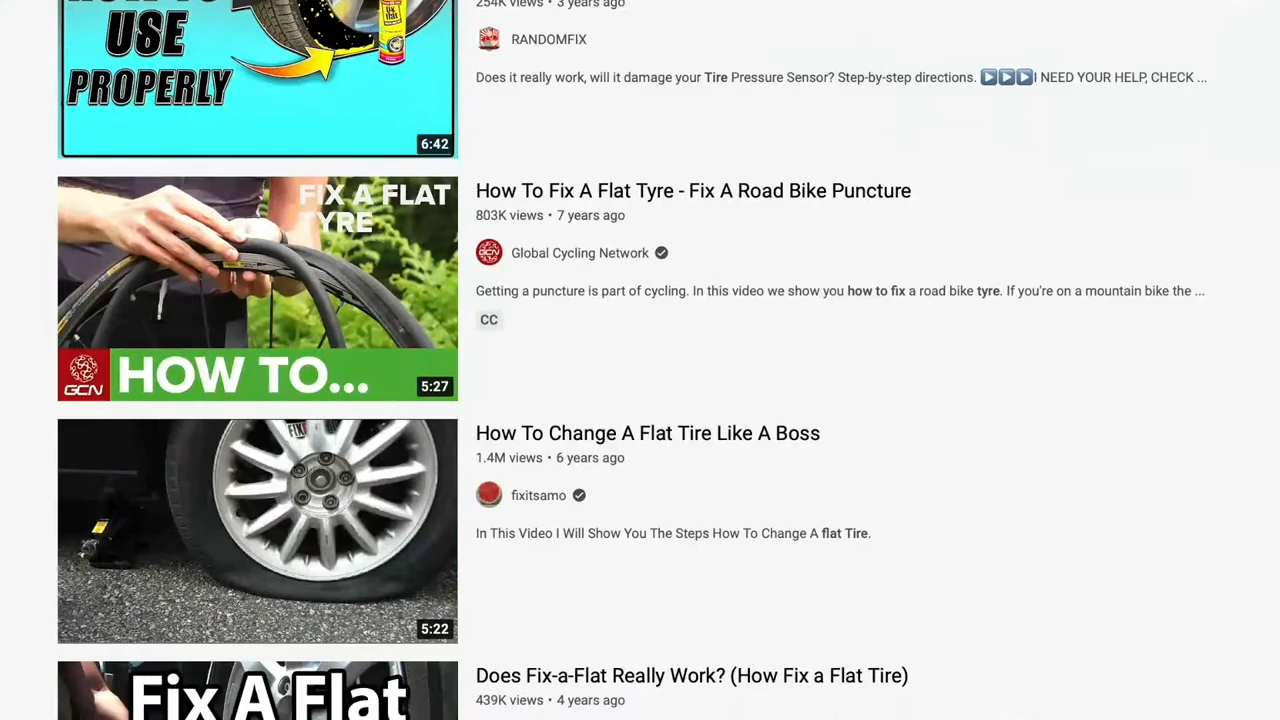 254K views • 3 years ago
USE
PROPERLY
6:42
RANDOMFIX
Does it really work, will it damage your Tire Pressure Sensor? Step-by-step directions. ▶▶▶I NEED YOUR HELP, CHECK ...
FIX A FLAT
TYRE
GCN
HOW TO...
5:27
How To Fix A Flat Tyre - Fix A Road Bike Puncture
803K views • 7 years ago
Global Cycling Network
Getting a puncture is part of cycling. In this video we show you how to fix a road bike tyre. If you're on a mountain bike the ...
CC
5:22
How To Change A Flat Tire Like A Boss
1.4M views • 6 years ago
fixitsamo
In This Video I Will Show You The Steps How To Change A flat Tire.
Fix A Flat
Does Fix-a-Flat Really Work? (How Fix a Flat Tire)
439K views • 4 years ago